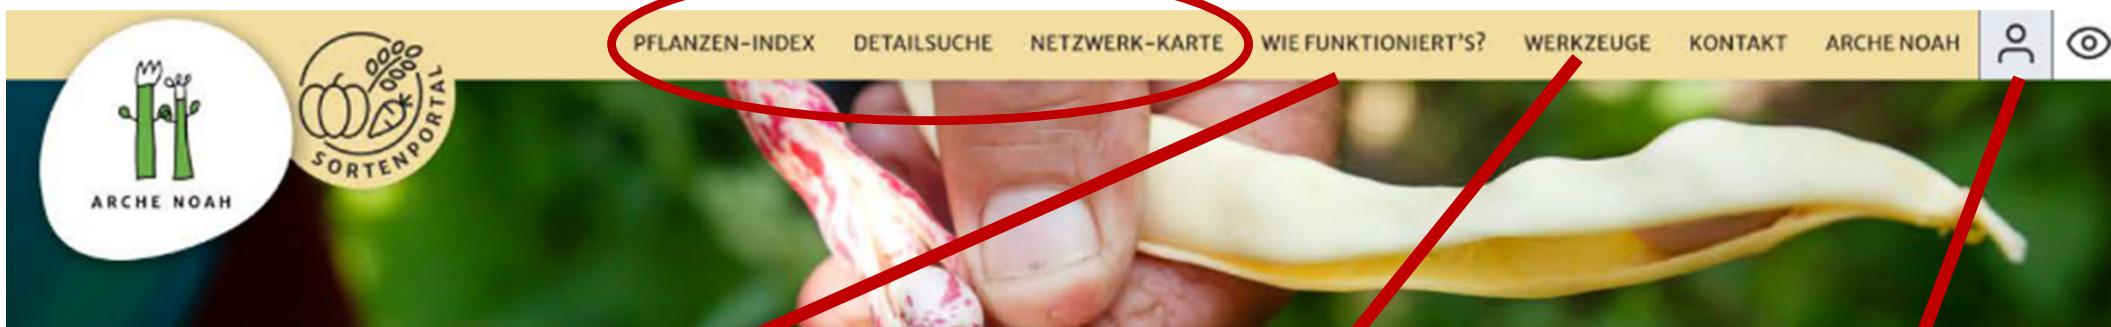 PFLANZEN-INDEX DETAILSUCHE NETZWERK-KARTE WIE FUNKTIONIERT'S? WERKZEUGE KONTAKT ARCHE NOAH
ARCHE NOAH
SORTENPORTAL